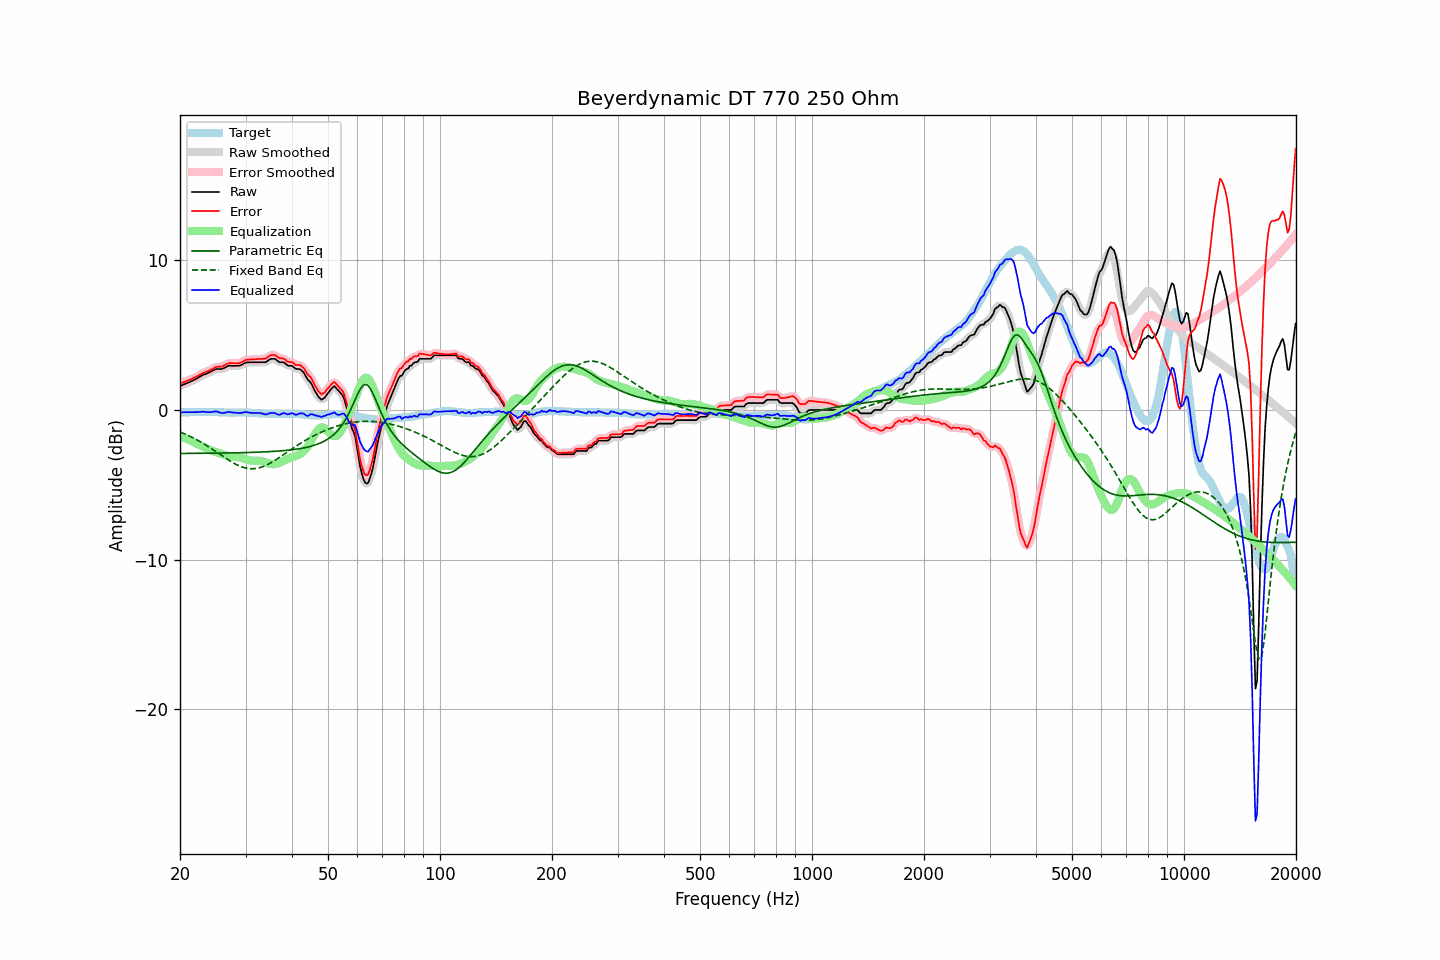 Beyerdynamic DT 770 250 Ohm
Target
Raw Smoothed
Error Smoothed
Raw
Error
Equalization
Parametric Eq
Fixed Band Eq
Equalized
10
0
−10
−20
Amplitude (dBr)
20 50 100 200 500 1000 2000 5000 10000 20000
Frequency (Hz)